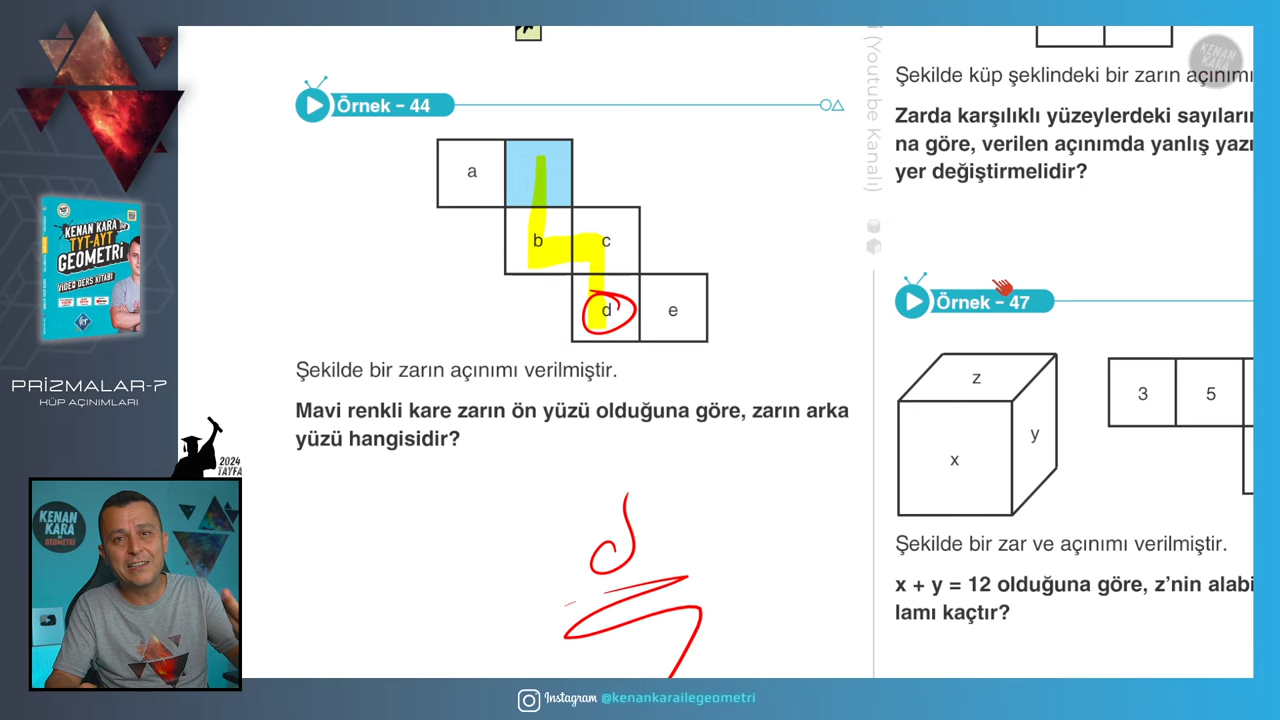 Örnek – 44
a
b
c
d
e
Şekilde bir zarın açınımı verilmiştir.
Mavi renkli kare zarın ön yüzü olduğuna göre, zarın arka
yüzü hangisidir?
d
(Youtube Kanalı)
KENAN
KARA
Şekilde küp şeklindeki bir zarın açınımı
Zarda karşılıklı yüzeylerdeki sayıların
na göre, verilen açınımda yanlış yazı
yer değiştirmelidir?
Örnek – 47
z
x
y
3
5
Şekilde bir zar ve açınımı verilmiştir.
x + y = 12 olduğuna göre, z’nin alabi
lamı kaçtır?
KENAN KARA
TYT-AYT
GEOMETRİ
VİDEO DERS KİTABI
PRİZMALAR-7
KÜP AÇINIMLARI
2024
TAYFA
KENAN
KARA
GEOMETRİ
Instagram @kenankarailegeometri